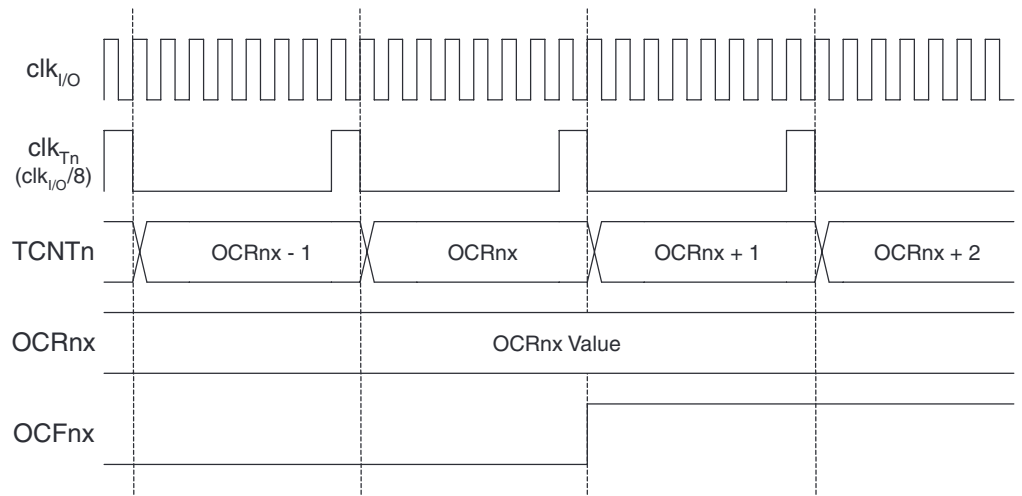 clkI/O
clkTn
(clkI/O/8)
TCNTn
OCRnx - 1
OCRnx
OCRnx + 1
OCRnx + 2
OCRnx
OCRnx Value
OCFnx